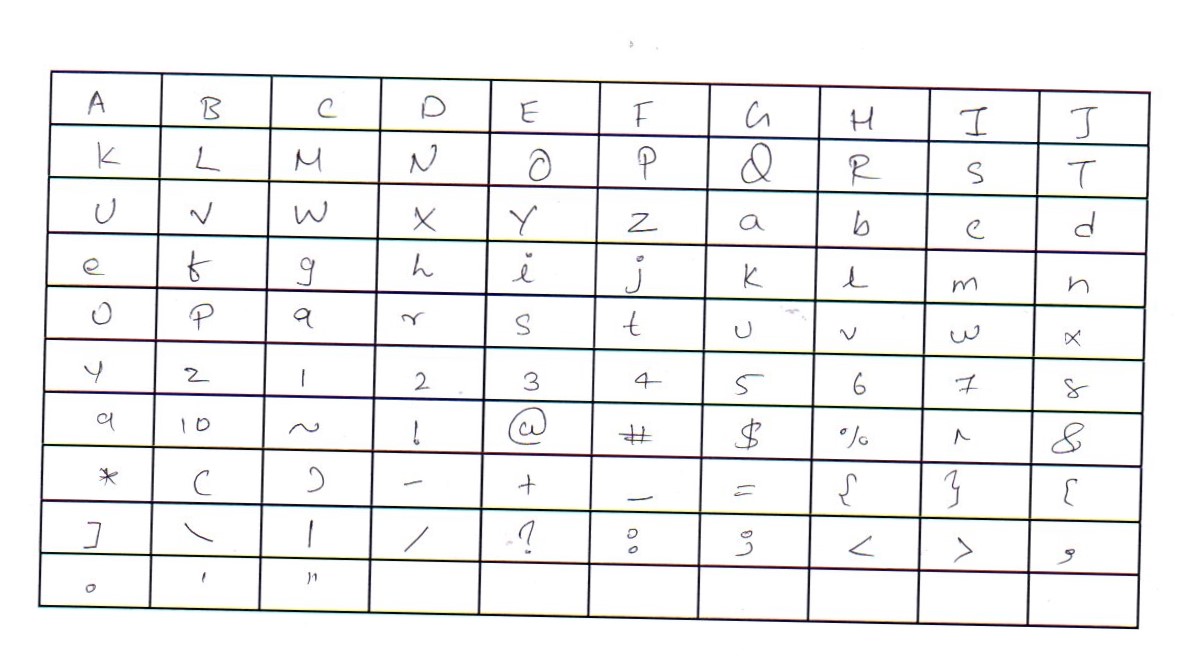 A B C D E F G H I J
K L M N O P Q R S T
U V W X Y Z a b c d
e f g h i j k l m n
o p q r s t u v w x
y z 1 2 3 4 5 6 7 8
9 10 ~ ! @ # $ % ^ &
* ( ) - + _ = { } [
] \ | / ? : ; < > ,
. ' "